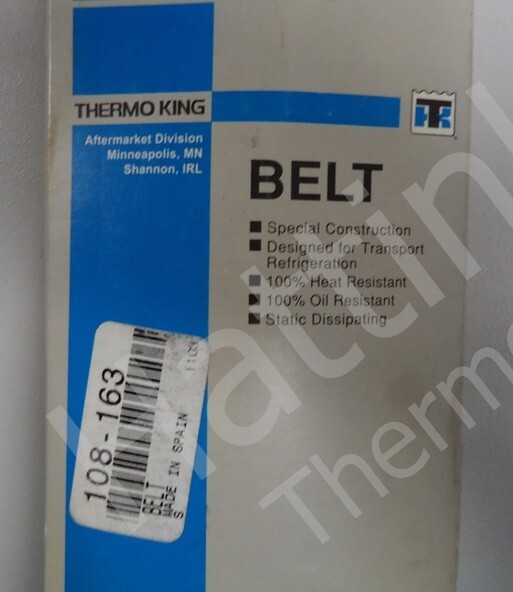 THERMO KING
TK
Aftermarket Division
Minneapolis, MN
Shannon, IRL
BELT
Special Construction
Designed for Transport
Refrigeration
100% Heat Resistant
100% Oil Resistant
Static Dissipating
108-163
BELT
MADE IN SPAIN
S